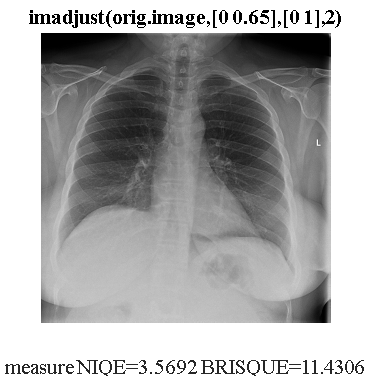 imadjust(orig.image,[0 0.65],[0 1],2)
L
measure NIQE=3.5692 BRISQUE=11.4306